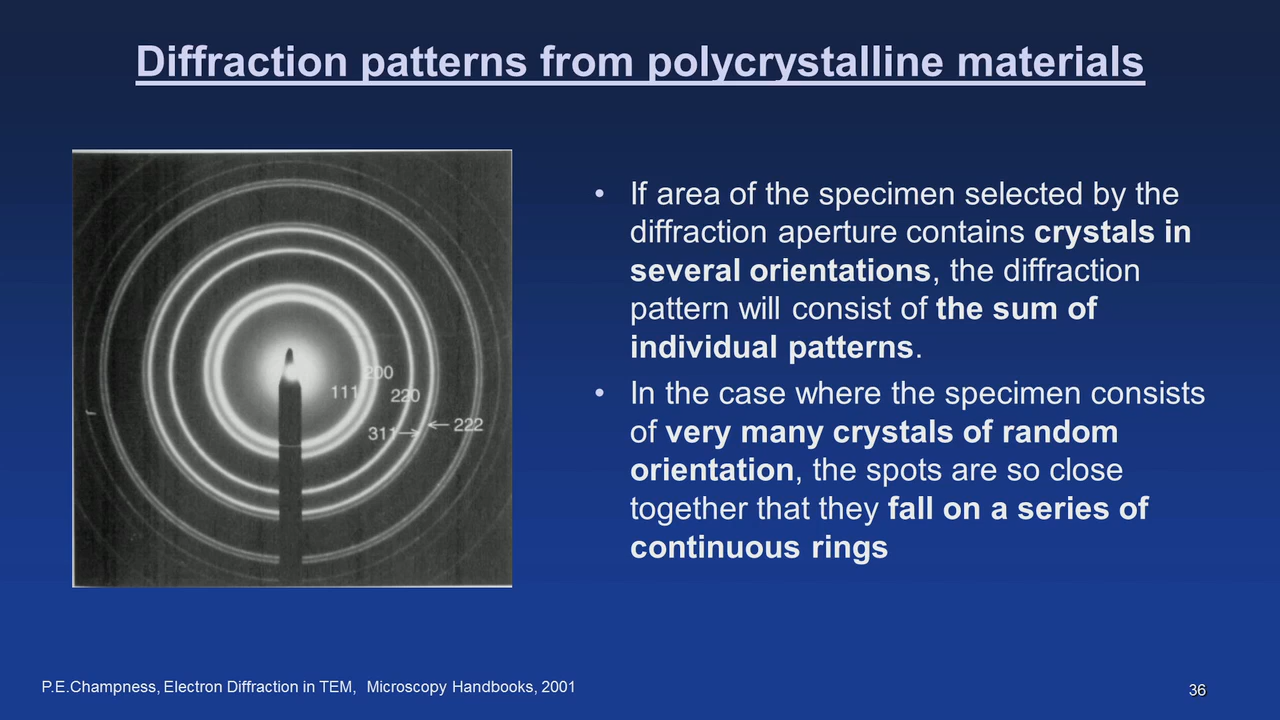 Diffraction patterns from polycrystalline materials
200
111
220
311→
←222
• If area of the specimen selected by the
diffraction aperture contains crystals in
several orientations, the diffraction
pattern will consist of the sum of
individual patterns.
• In the case where the specimen consists
of very many crystals of random
orientation, the spots are so close
together that they fall on a series of
continuous rings
P.E.Champness, Electron Diffraction in TEM, Microscopy Handbooks, 2001
36